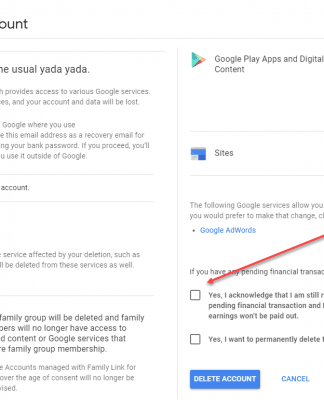 ount
ne usual yada yada.
h provides access to various Google services.
ces, and your account and data will be lost.
Google where you use
e this email address as a recovery email for
ng your bank password. If you proceed, you'll
ou use it outside of Google.
account.
e service affected by your deletion, such as
ll be deleted from these services as well.
family group will be deleted and family
bers will no longer have access to
d content or Google services that
re family group membership.
e Accounts managed with Family Link for
over the age of consent will no longer be
vised.
Google Play Apps and Digital
Content
Sites
The following Google services allow you
you would prefer to make that change, cl
Google AdWords
If you have any pending financial transac
Yes, I acknowledge that I am still r
pending financial transaction and
earnings won't be paid out.
Yes, I want to permanently delete t
DELETE ACCOUNT
CANCEL